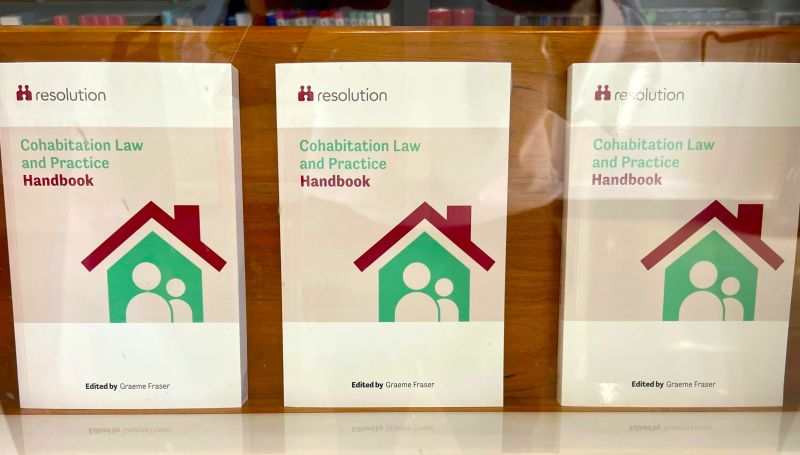 resolution
Cohabitation Law
and Practice
Handbook
Edited by Graeme Fraser
resolution
Cohabitation Law
and Practice
Handbook
Edited by Graeme Fraser
resolution
Cohabitation Law
and Practice
Handbook
Edited by Graeme Fraser